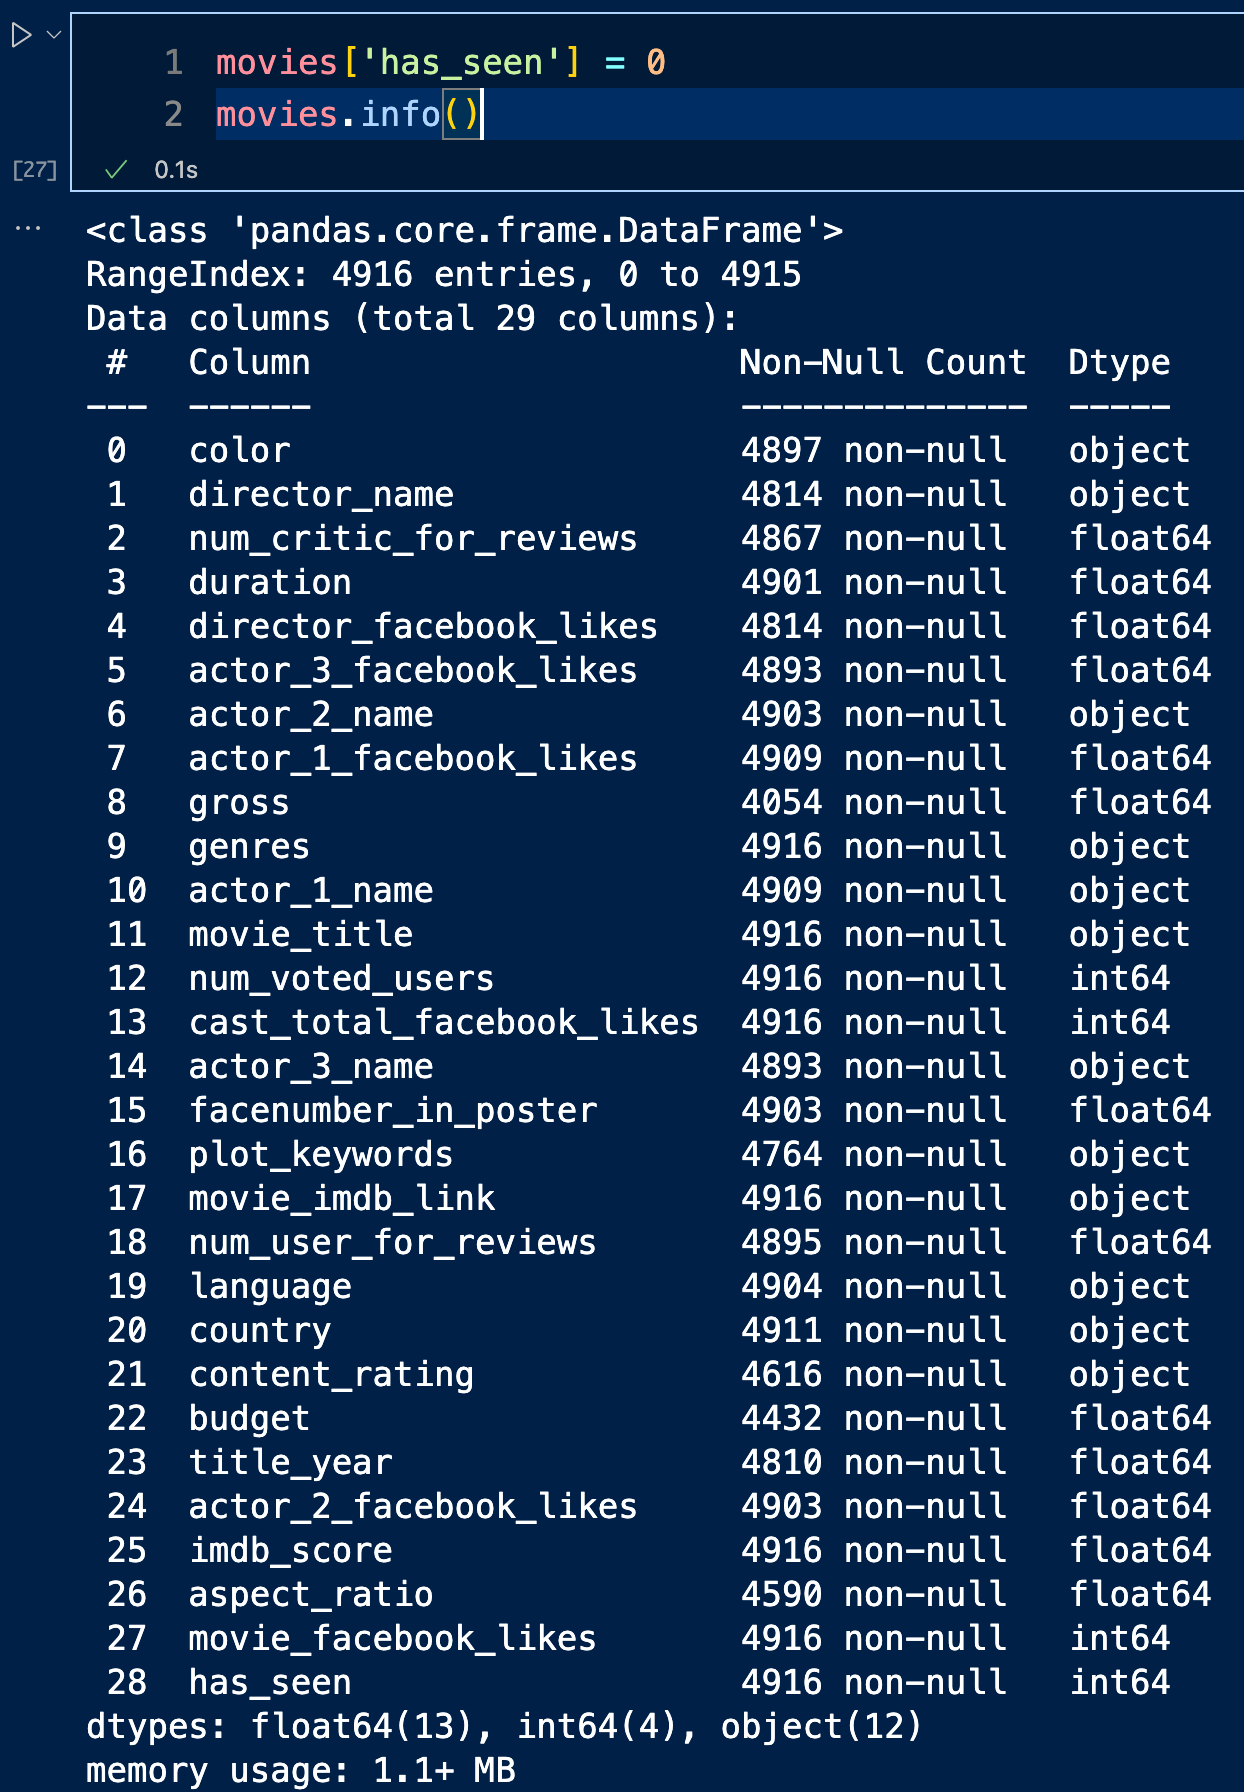 1 movies['has_seen'] = 0
2 movies.info()
[27] ✓ 0.1s
... <class 'pandas.core.frame.DataFrame'>
RangeIndex: 4916 entries, 0 to 4915
Data columns (total 29 columns):
 #   Column                     Non-Null Count  Dtype
---  ------                     --------------  -----
 0   color                      4897 non-null   object
 1   director_name              4814 non-null   object
 2   num_critic_for_reviews     4867 non-null   float64
 3   duration                   4901 non-null   float64
 4   director_facebook_likes    4814 non-null   float64
 5   actor_3_facebook_likes     4893 non-null   float64
 6   actor_2_name               4903 non-null   object
 7   actor_1_facebook_likes     4909 non-null   float64
 8   gross                      4054 non-null   float64
 9   genres                     4916 non-null   object
 10  actor_1_name               4909 non-null   object
 11  movie_title                4916 non-null   object
 12  num_voted_users            4916 non-null   int64
 13  cast_total_facebook_likes  4916 non-null   int64
 14  actor_3_name               4893 non-null   object
 15  facenumber_in_poster       4903 non-null   float64
 16  plot_keywords              4764 non-null   object
 17  movie_imdb_link            4916 non-null   object
 18  num_user_for_reviews       4895 non-null   float64
 19  language                   4904 non-null   object
 20  country                    4911 non-null   object
 21  content_rating             4616 non-null   object
 22  budget                     4432 non-null   float64
 23  title_year                 4810 non-null   float64
 24  actor_2_facebook_likes     4903 non-null   float64
 25  imdb_score                 4916 non-null   float64
 26  aspect_ratio               4590 non-null   float64
 27  movie_facebook_likes       4916 non-null   int64
 28  has_seen                   4916 non-null   int64
dtypes: float64(13), int64(4), object(12)
memory usage: 1.1+ MB